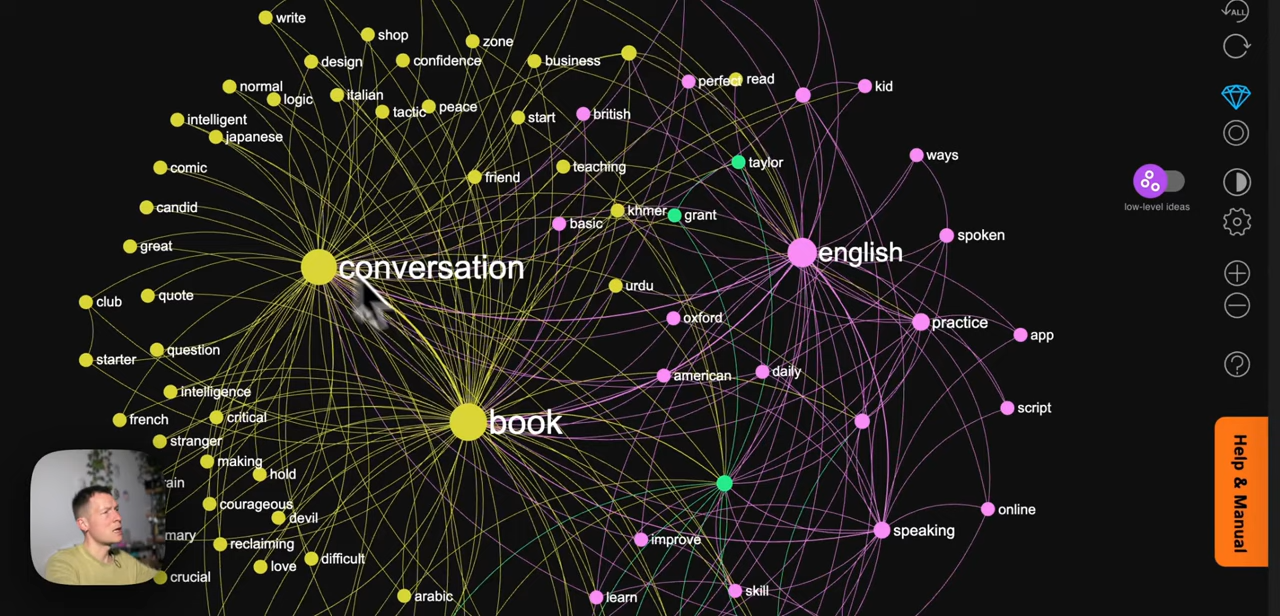 write
shop
zone
design
confidence
business
perfect
read
kid
normal
logic
italian
tactic
peace
start
british
intelligent
japanese
ways
comic
friend
teaching
taylor
low-level ideas
candid
basic
khmer
grant
great
conversation
english
spoken
club
quote
urdu
oxford
practice
app
starter
question
american
daily
intelligence
script
french
critical
book
stranger
making
hold
courageous
devil
online
speaking
reclaiming
improve
love
difficult
crucial
arabic
learn
skill
ALL
Help & Manual